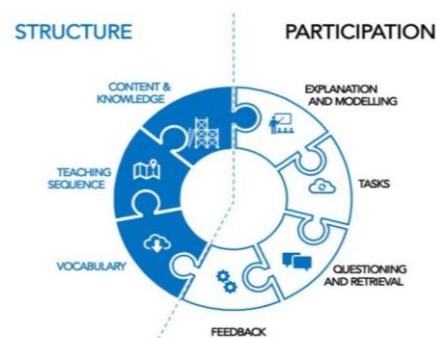 STRUCTURE
PARTICIPATION
CONTENT &
KNOWLEDGE
EXPLANATION
AND MODELLING
TEACHING
SEQUENCE
TASKS
VOCABULARY
QUESTIONING
AND RETRIEVAL
FEEDBACK